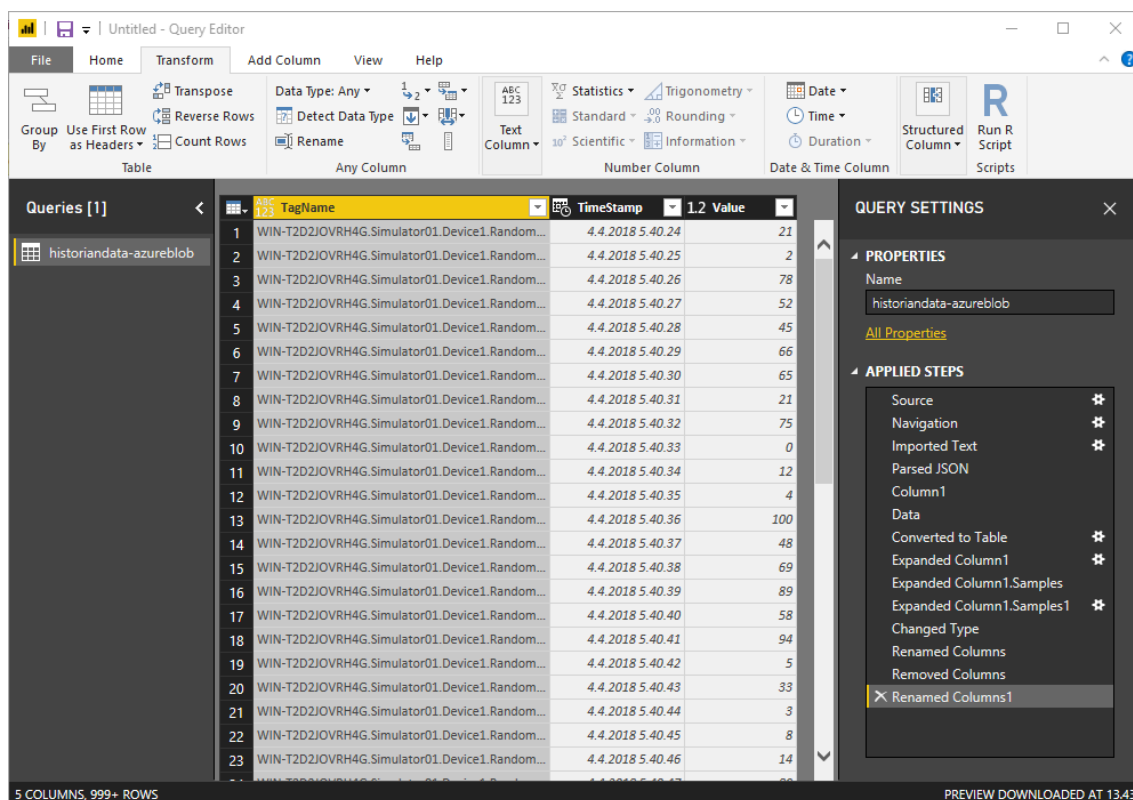 Untitled - Query Editor
File Home Transform Add Column View Help
Group By
Use First Row as Headers
Transpose
Reverse Rows
Count Rows
Table
Data Type: Any
Detect Data Type
Rename
1 2
Any Column
ABC 123
Text Column
Statistics
Standard
10² Scientific
Trigonometry
.00 Rounding
Information
Number Column
Date
Time
Duration
Date & Time Column
Structured Column
R
Run R Script
Scripts
Queries [1]
historiandata-azureblob
ABC 123 TagName TimeStamp 1.2 Value
1 WIN-T2D2JOVRH4G.Simulator01.Device1.Random... 4.4.2018 5.40.24 21
2 WIN-T2D2JOVRH4G.Simulator01.Device1.Random... 4.4.2018 5.40.25 2
3 WIN-T2D2JOVRH4G.Simulator01.Device1.Random... 4.4.2018 5.40.26 78
4 WIN-T2D2JOVRH4G.Simulator01.Device1.Random... 4.4.2018 5.40.27 52
5 WIN-T2D2JOVRH4G.Simulator01.Device1.Random... 4.4.2018 5.40.28 45
6 WIN-T2D2JOVRH4G.Simulator01.Device1.Random... 4.4.2018 5.40.29 66
7 WIN-T2D2JOVRH4G.Simulator01.Device1.Random... 4.4.2018 5.40.30 65
8 WIN-T2D2JOVRH4G.Simulator01.Device1.Random... 4.4.2018 5.40.31 21
9 WIN-T2D2JOVRH4G.Simulator01.Device1.Random... 4.4.2018 5.40.32 75
10 WIN-T2D2JOVRH4G.Simulator01.Device1.Random... 4.4.2018 5.40.33 0
11 WIN-T2D2JOVRH4G.Simulator01.Device1.Random... 4.4.2018 5.40.34 12
12 WIN-T2D2JOVRH4G.Simulator01.Device1.Random... 4.4.2018 5.40.35 4
13 WIN-T2D2JOVRH4G.Simulator01.Device1.Random... 4.4.2018 5.40.36 100
14 WIN-T2D2JOVRH4G.Simulator01.Device1.Random... 4.4.2018 5.40.37 48
15 WIN-T2D2JOVRH4G.Simulator01.Device1.Random... 4.4.2018 5.40.38 69
16 WIN-T2D2JOVRH4G.Simulator01.Device1.Random... 4.4.2018 5.40.39 89
17 WIN-T2D2JOVRH4G.Simulator01.Device1.Random... 4.4.2018 5.40.40 58
18 WIN-T2D2JOVRH4G.Simulator01.Device1.Random... 4.4.2018 5.40.41 94
19 WIN-T2D2JOVRH4G.Simulator01.Device1.Random... 4.4.2018 5.40.42 5
20 WIN-T2D2JOVRH4G.Simulator01.Device1.Random... 4.4.2018 5.40.43 33
21 WIN-T2D2JOVRH4G.Simulator01.Device1.Random... 4.4.2018 5.40.44 3
22 WIN-T2D2JOVRH4G.Simulator01.Device1.Random... 4.4.2018 5.40.45 8
23 WIN-T2D2JOVRH4G.Simulator01.Device1.Random... 4.4.2018 5.40.46 14
QUERY SETTINGS
PROPERTIES
Name
historiandata-azureblob
All Properties
APPLIED STEPS
Source
Navigation
Imported Text
Parsed JSON
Column1
Data
Converted to Table
Expanded Column1
Expanded Column1.Samples
Expanded Column1.Samples1
Changed Type
Renamed Columns
Removed Columns
Renamed Columns1
5 COLUMNS, 999+ ROWS
PREVIEW DOWNLOADED AT 13.43